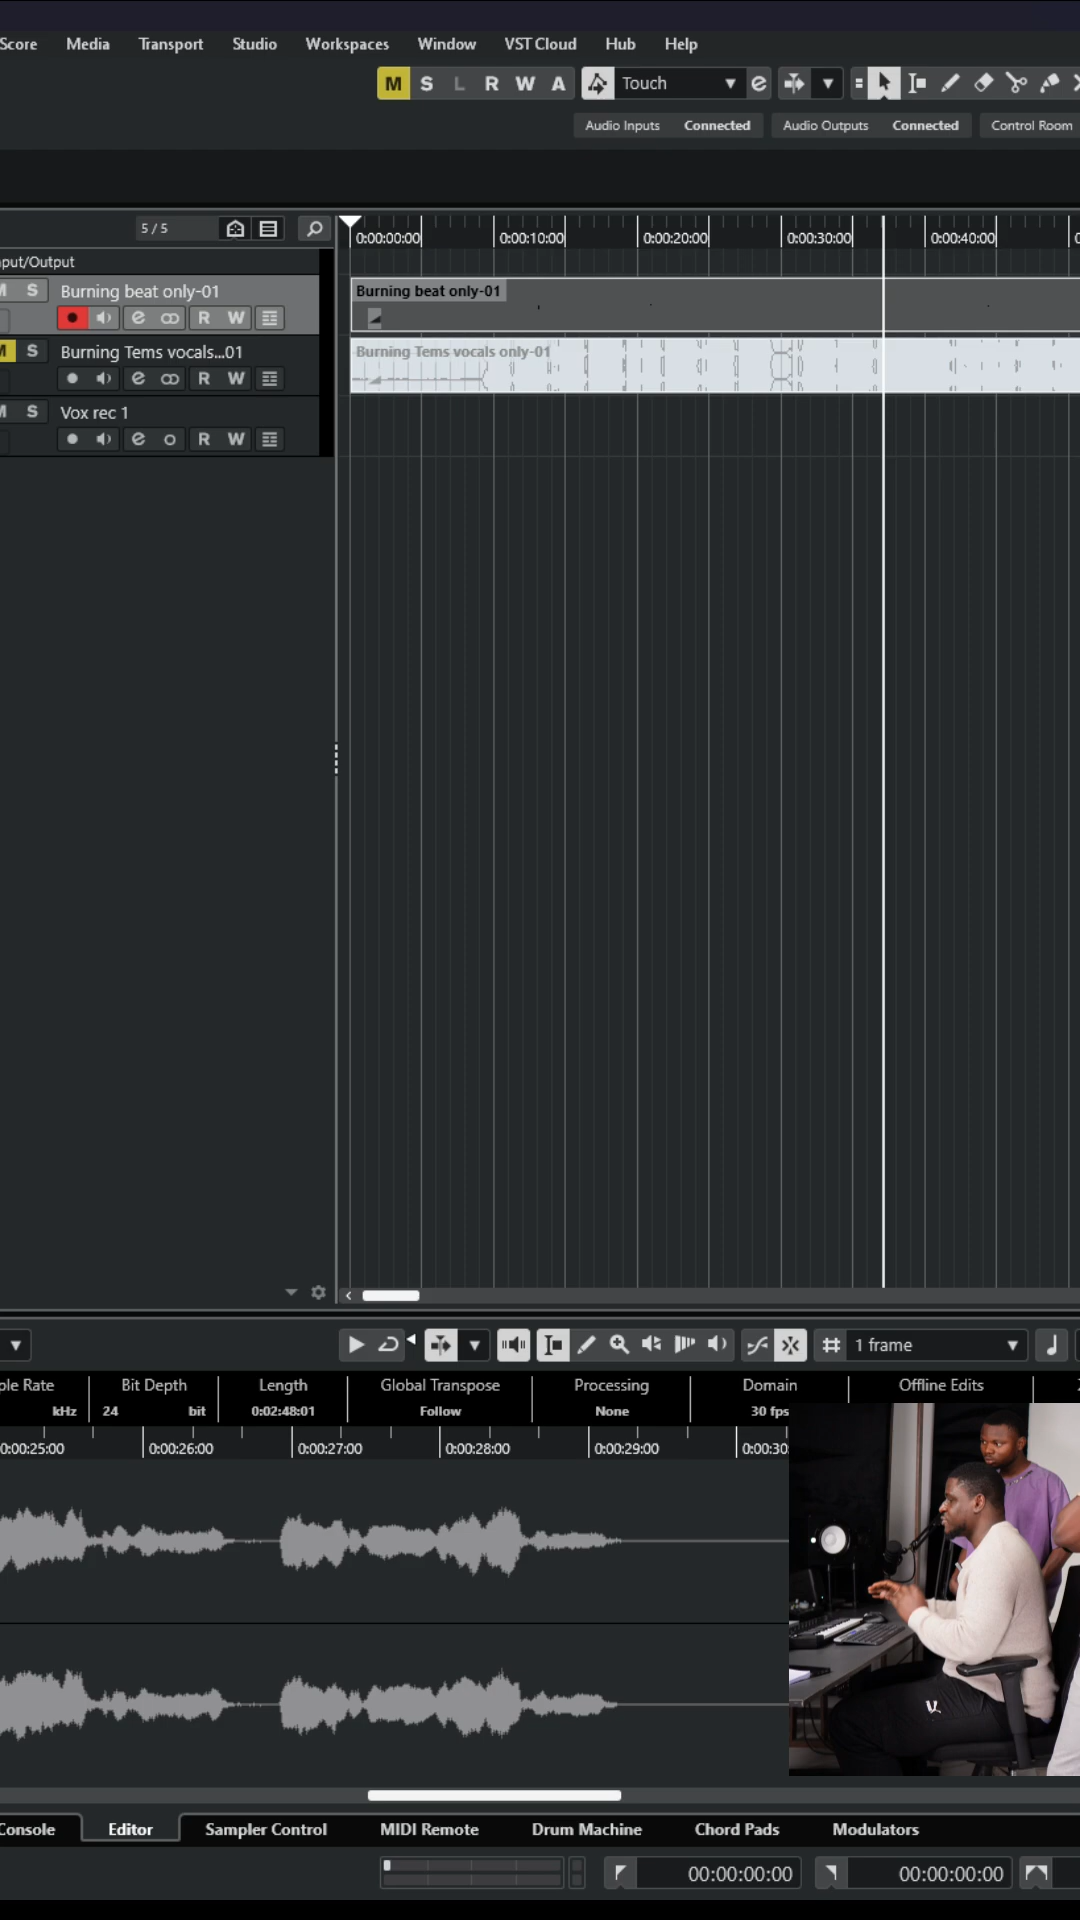 Score Media Transport Studio Workspaces Window VST Cloud Hub Help
M S L R W A Touch e
Audio Inputs Connected Audio Outputs Connected Control Room
5 / 5
0:00:00:00 0:00:10:00 0:00:20:00 0:00:30:00 0:00:40:00
put/Output
M S Burning beat only-01
e R W
M S Burning Tems vocals...01
e R W
M S Vox rec 1
e R W
Burning beat only-01
Burning Tems vocals only-01
1 frame
ple Rate Bit Depth Length Global Transpose Processing Domain Offline Edits
kHz 24 bit 0:02:48:01 Follow None 30 fps
0:00:25:00 0:00:26:00 0:00:27:00 0:00:28:00 0:00:29:00 0:00:30
Console Editor Sampler Control MIDI Remote Drum Machine Chord Pads Modulators
00:00:00:00 00:00:00:00